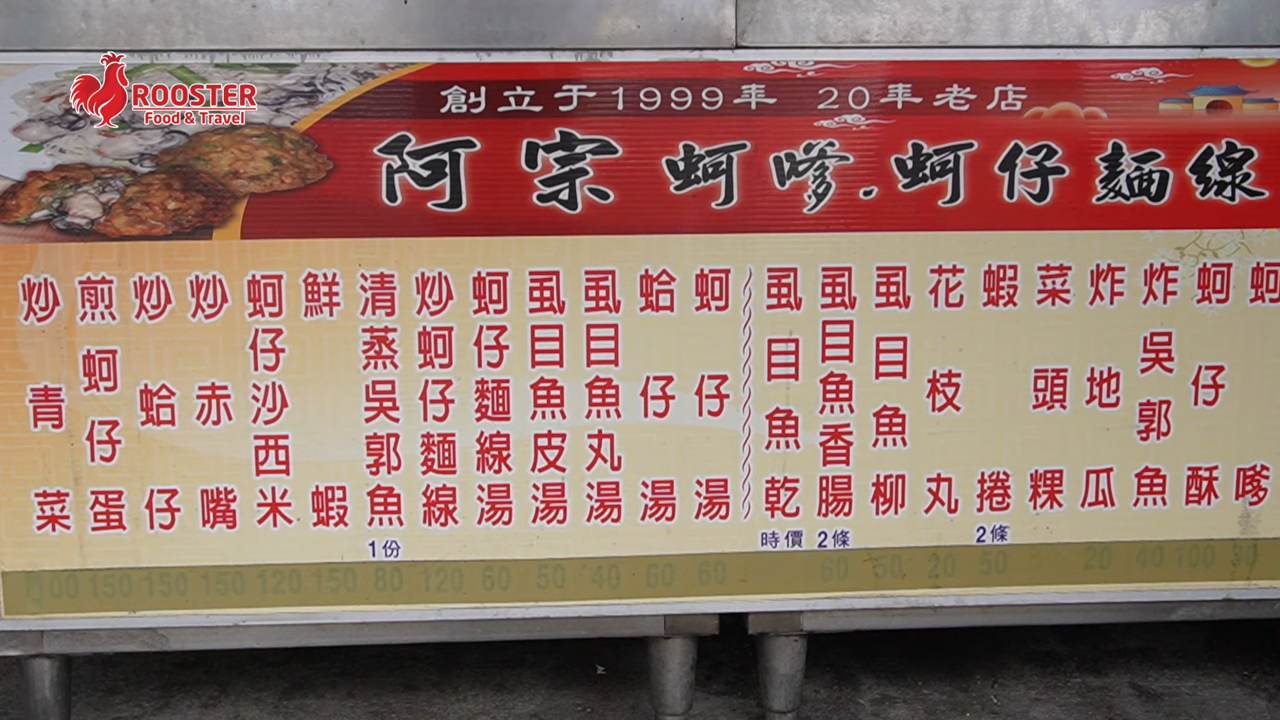 ROOSTER
Food & Travel
創立于1999年 20年老店
阿宗蚵嗲.蚵仔麵線
蚵嗲
蚵仔酥
炸吳郭魚
炸地瓜
菜頭粿
蝦捲
2條
花枝丸
虱目魚柳
虱目魚香腸
2條
虱目魚乾
時價
蚵仔湯
蛤仔湯
虱目魚丸湯
虱目魚皮湯
蚵仔麵線湯
炒蚵仔麵線
清蒸吳郭魚
1份
鮮蝦
蚵仔沙西米
炒赤嘴
炒蛤仔
煎蚵仔蛋
炒青菜
100 150 150 150 120 150 80 120 60 50 40 60 60 60 50 20 50 20 40 100 30